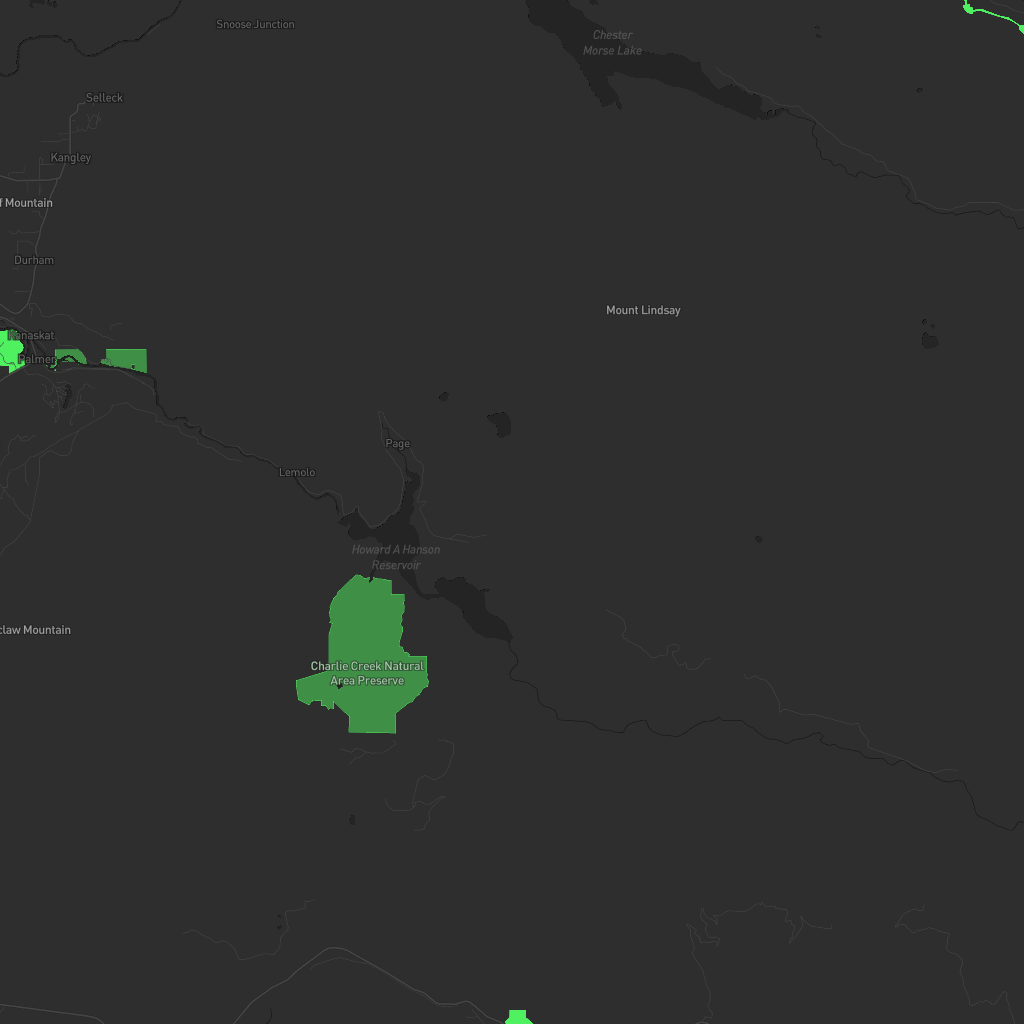 Snoose Junction
Chester
Morse Lake
Selleck
Kangley
f Mountain
Durham
Mount Lindsay
Kanaskat
Palmer
Page
Lemolo
Howard A Hanson
Reservoir
claw Mountain
Charlie Creek Natural
Area Preserve